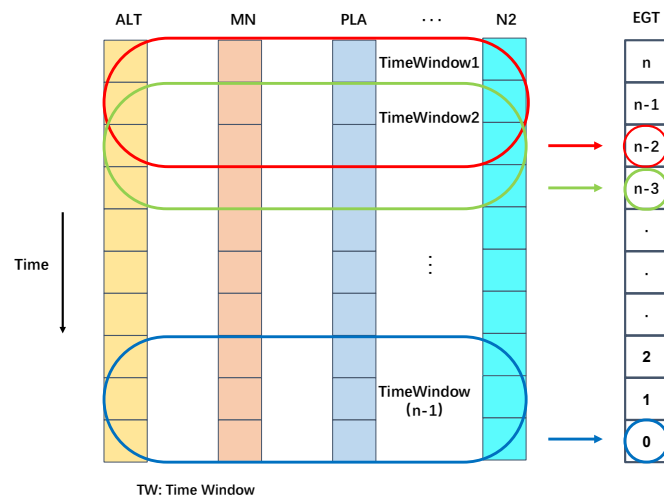 ALT MN PLA ... N2 EGT
TimeWindow1
n
n-1
TimeWindow2
n-2
n-3
.
Time
...
.
.
2
TimeWindow
(n-1)
1
0
TW: Time Window